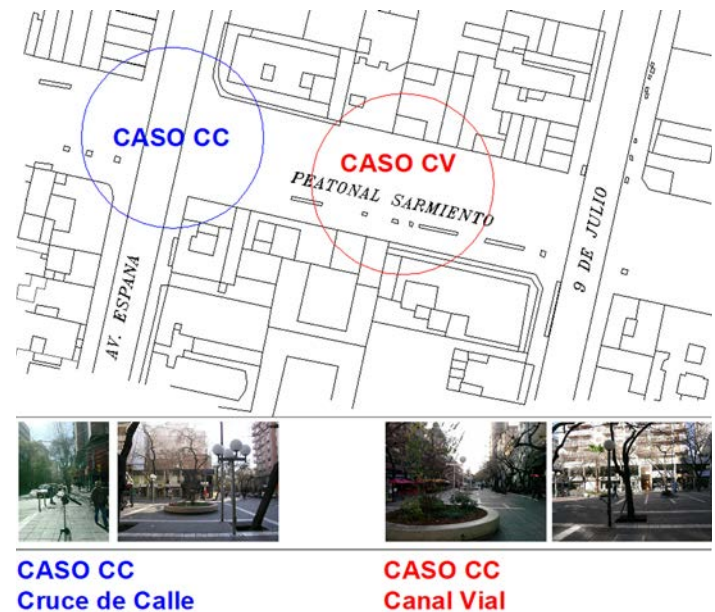 CASO CC
CASO CV
PEATONAL SARMIENTO
AV. ESPANA
9 DE JULIO
CASO CC
Cruce de Calle
CASO CC
Canal Vial